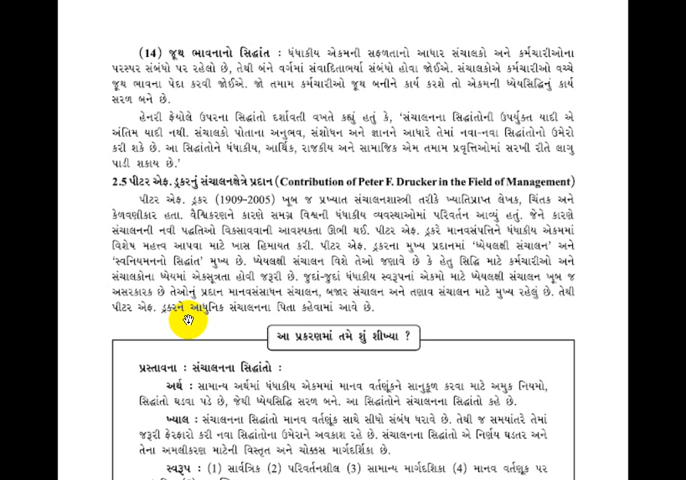 (14) જૂથ ભાવનાનો સિદ્ધાંત : ધંધાકીય એકમની સફળતાનો આધાર સંચાલકો અને કર્મચારીઓના
પરસ્પર સંબંધો પર રહેલો છે, તેથી બંને વર્ગમાં સંવાદિતાભર્યા સંબંધો હોવા જોઈએ. સંચાલકોએ કર્મચારીઓ વચ્ચે
જૂથ ભાવના પેદા કરવી જોઈએ. જો તમામ કર્મચારીઓ જૂથ બનીને કાર્ય કરશે તો એકમની ધ્યેયસિદ્ધિનું કાર્ય
સરળ બને છે.
હેનરી ફેયોલે ઉપરના સિદ્ધાંતો દર્શાવતી વખતે કહ્યું હતું કે, ‘સંચાલનના સિદ્ધાંતોની ઉપર્યુક્ત યાદી એ
અંતિમ યાદી નથી. સંચાલકો પોતાના અનુભવ, સંશોધન અને જ્ઞાનને આધારે તેમાં નવા-નવા સિદ્ધાંતોનો ઉમેરો
કરી શકે છે. આ સિદ્ધાંતોને ધંધાકીય, આર્થિક, રાજકીય અને સામાજિક એમ તમામ પ્રવૃત્તિઓમાં સરખી રીતે લાગુ
પાડી શકાય છે.’
2.5 પીટર એફ. ડ્રકરનું સંચાલનક્ષેત્રે પ્રદાન (Contribution of Peter F. Drucker in the Field of Management)
પીટર એફ. ડ્રકર (1909-2005) ખૂબ જ પ્રખ્યાત સંચાલનશાસ્ત્રી તરીકે ખ્યાતિપ્રાપ્ત લેખક, ચિંતક અને
કેળવણીકાર હતા. વૈશ્વિકરણને કારણે સમગ્ર વિશ્વની ધંધાકીય વ્યવસ્થાઓમાં પરિવર્તન આવ્યું હતું. જેને કારણે
સંચાલનની નવી પદ્ધતિ વિકસાવવાની આવશ્યકતા ઊભી થઈ. પીટર એફ. ડ્રકરે માનવસંપત્તિને ધંધાકીય એકમમાં
વિશેષ મહત્ત્વ આપવા માટે ખાસ હિમાયત કરી. પીટર એફ. ડ્રકરના મુખ્ય પ્રદાનમાં ‘ધ્યેયલક્ષી સંચાલન’ અને
‘સ્વનિયમનનો સિદ્ધાંત’ મુખ્ય છે. ધ્યેયલક્ષી સંચાલન વિશે તેઓ જણાવે છે કે હેતુ સિદ્ધિ માટે કર્મચારીઓ અને
સંચાલકોના ધ્યેયમાં એકસૂત્રતા હોવી જરૂરી છે. જુદાં-જુદાં ધંધાકીય સ્વરૂપનાં એકમો માટે ધ્યેયલક્ષી સંચાલન ખૂબ જ
અસરકારક છે તેઓનું પ્રદાન માનવસંસાધન સંચાલન, બજાર સંચાલન અને તણાવ સંચાલન માટે મુખ્ય રહેલું છે. તેથી
પીટર એફ. ડ્રકરને આધુનિક સંચાલનના પિતા કહેવામાં આવે છે.
આ પ્રકરણમાં તમે શું શીખ્યા ?
પ્રસ્તાવના : સંચાલનના સિદ્ધાંતો :
અર્થ : સામાન્ય અર્થમાં ધંધાકીય એકમમાં માનવ વર્તણૂંકને સાનુકૂળ કરવા માટે અમુક નિયમો,
સિદ્ધાંતો ઘડવા પડે છે, જેથી ધ્યેયસિદ્ધિ સરળ બને. આ સિદ્ધાંતોને સંચાલનના સિદ્ધાંતો કહે છે.
ખ્યાલ : સંચાલનના સિદ્ધાંતો માનવ વર્તણૂંક સાથે સીધો સંબંધ ધરાવે છે. તેથી જ સમયાંતરે તેમાં
જરૂરી ફેરફારો કરી નવા સિદ્ધાંતોના ઉમેરાને અવકાશ રહે છે. સંચાલનના સિદ્ધાંતો એ નિર્ણય ઘડતર અને
તેના અમલીકરણ માટેની વિસ્તૃત અને ચોક્કસ માર્ગદર્શિકા છે.
સ્વરૂપ : (1) સાર્વત્રિક (2) પરિવર્તનશીલ (3) સામાન્ય માર્ગદર્શિકા (4) માનવ વર્તણૂક પર